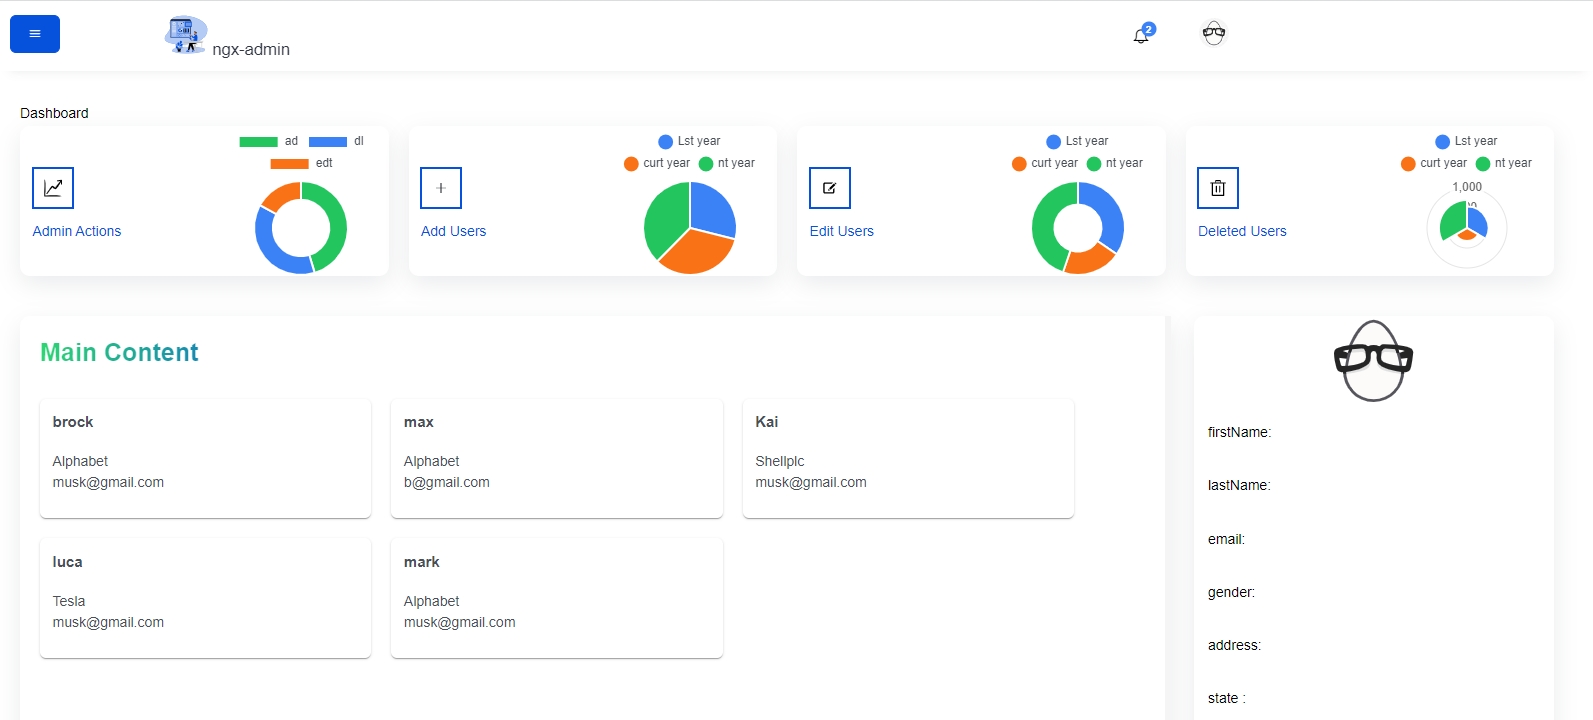 ngx-admin
2
Dashboard
ad dl
edt
Admin Actions
Lst year
curt year nt year
Add Users
Lst year
curt year nt year
Edit Users
Lst year
curt year nt year
1,000
Deleted Users
Main Content
brock
Alphabet
musk@gmail.com
max
Alphabet
b@gmail.com
Kai
Shellplc
musk@gmail.com
luca
Tesla
musk@gmail.com
mark
Alphabet
musk@gmail.com
firstName:
lastName:
email:
gender:
address:
state :